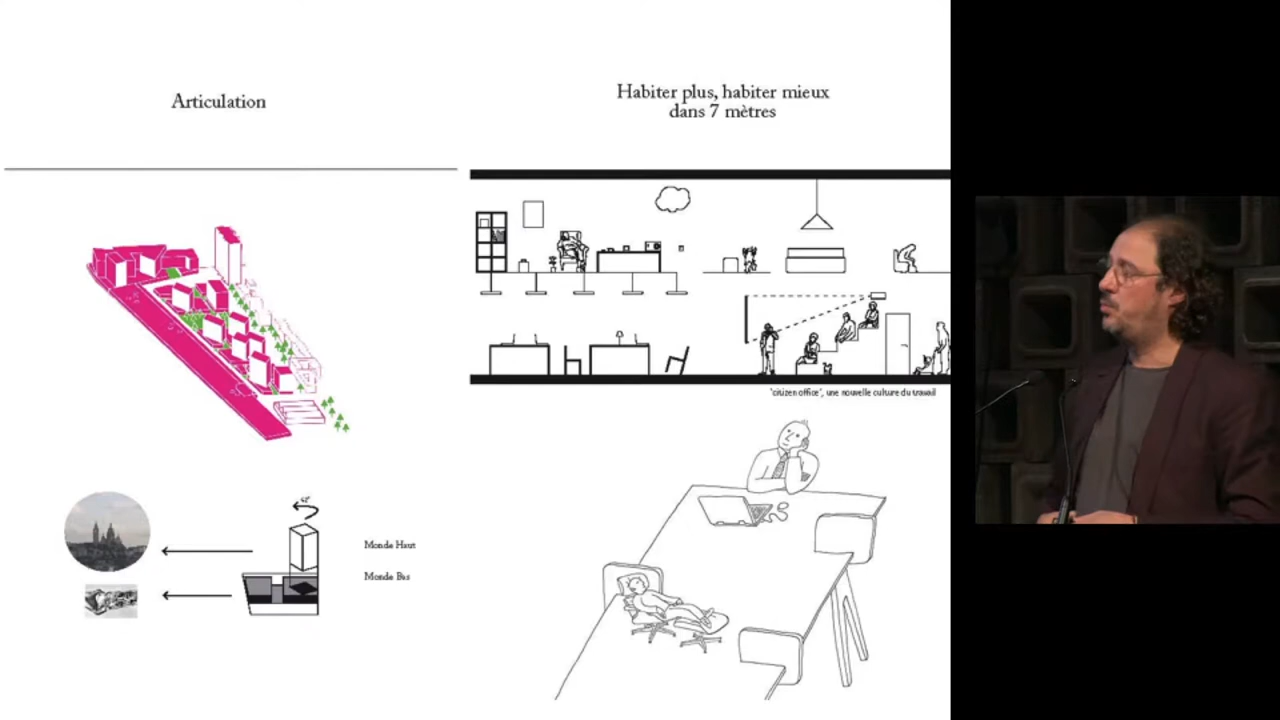 Articulation
Habiter plus, habiter mieux
dans 7 mètres
'citizen office', une nouvelle culture du travail
Monde Haut
Monde Bas